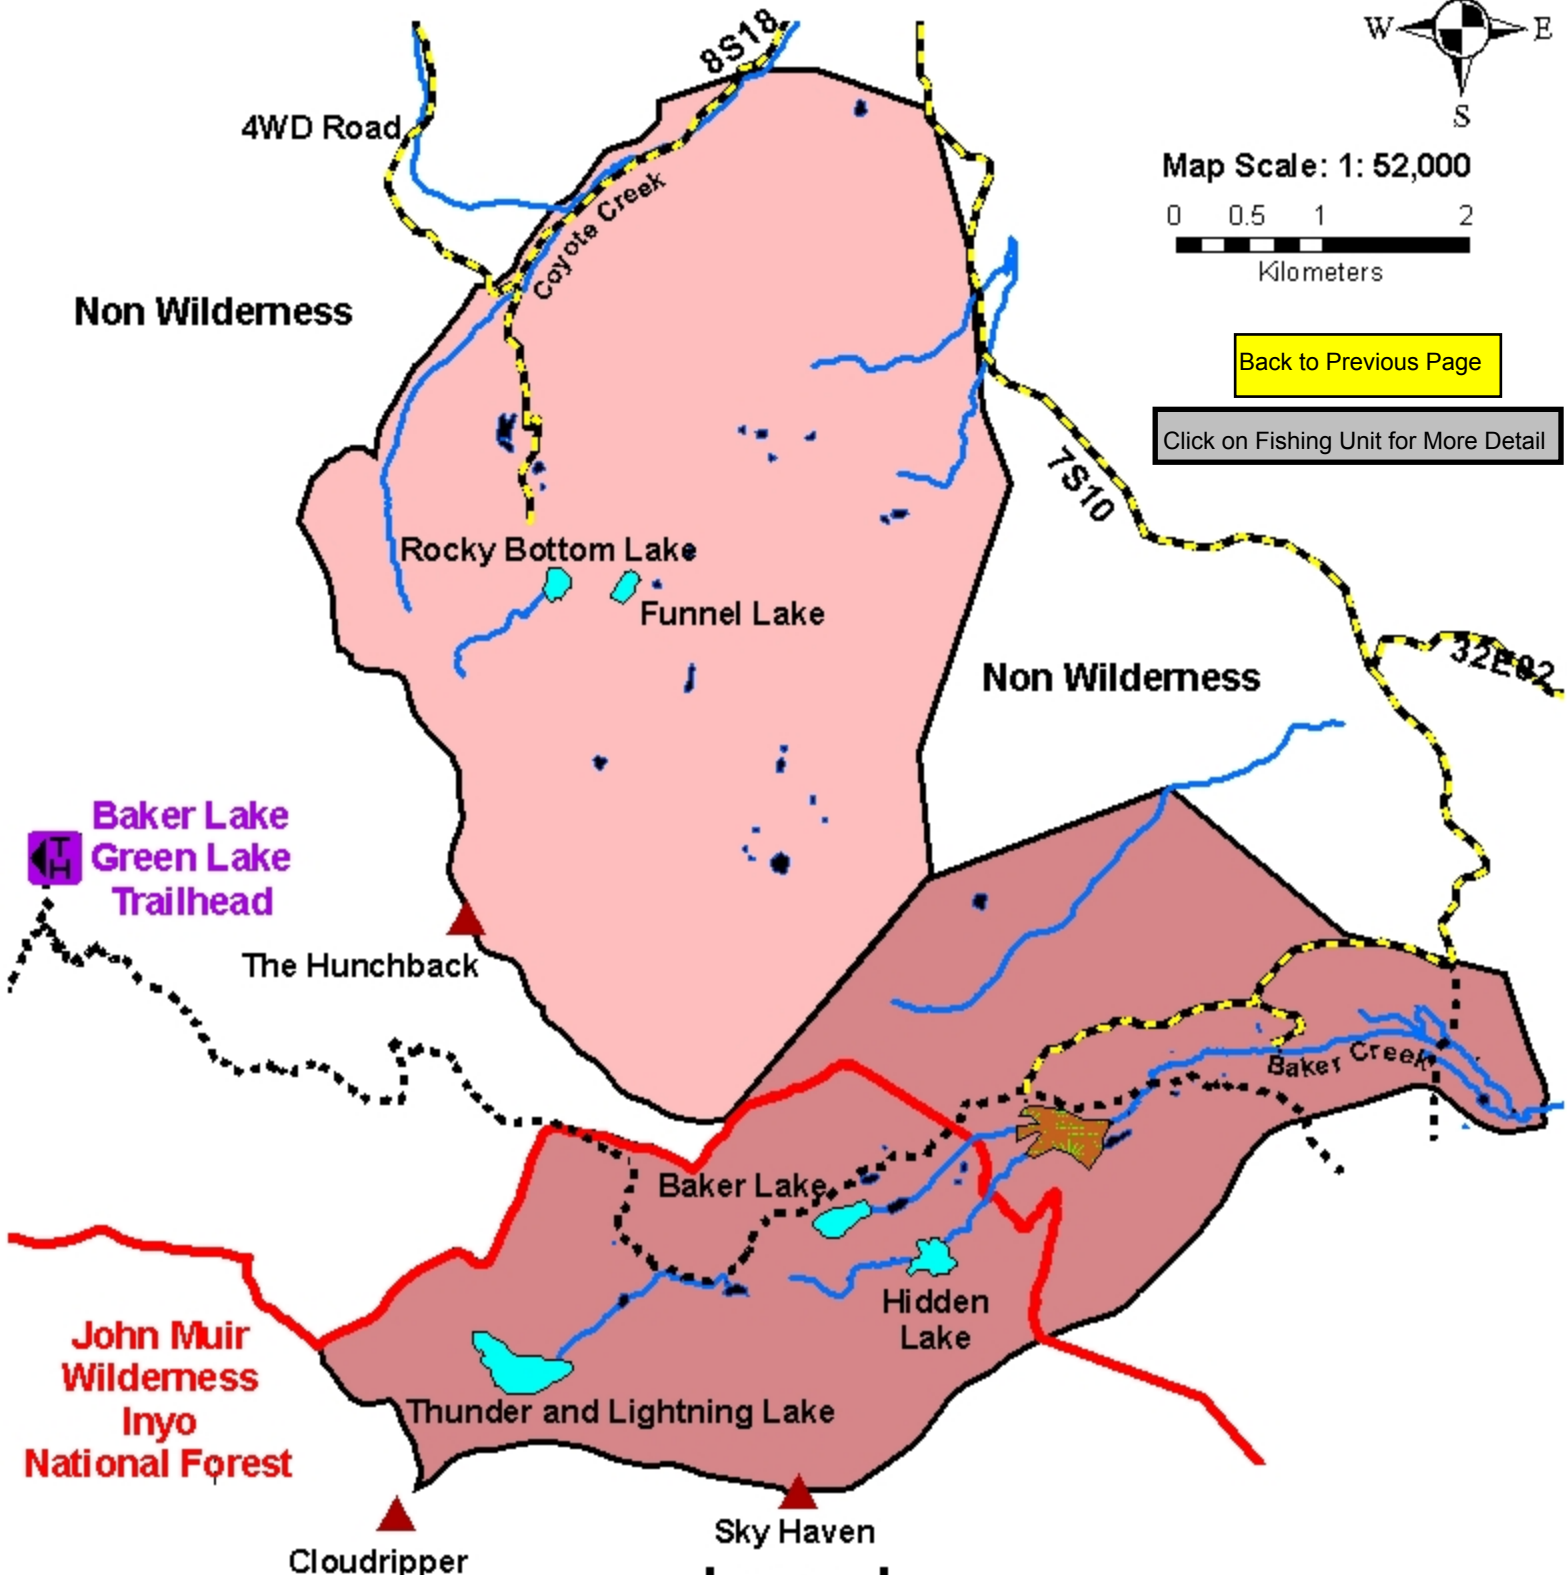 8S18
W E
S
4WD Road
Map Scale: 1: 52,000
0 0.5 1 2
Kilometers
Coyote Creek
Non Wilderness
Back to Previous Page
Click on Fishing Unit for More Detail
7S10
Rocky Bottom Lake
Funnel Lake
32E02
Non Wilderness
Baker Lake
Green Lake
Trailhead
T
H
The Hunchback
Baker Creek
Baker Lake
Hidden
Lake
John Muir
Wilderness
Inyo
National Forest
Thunder and Lightning Lake
Sky Haven
Cloudripper